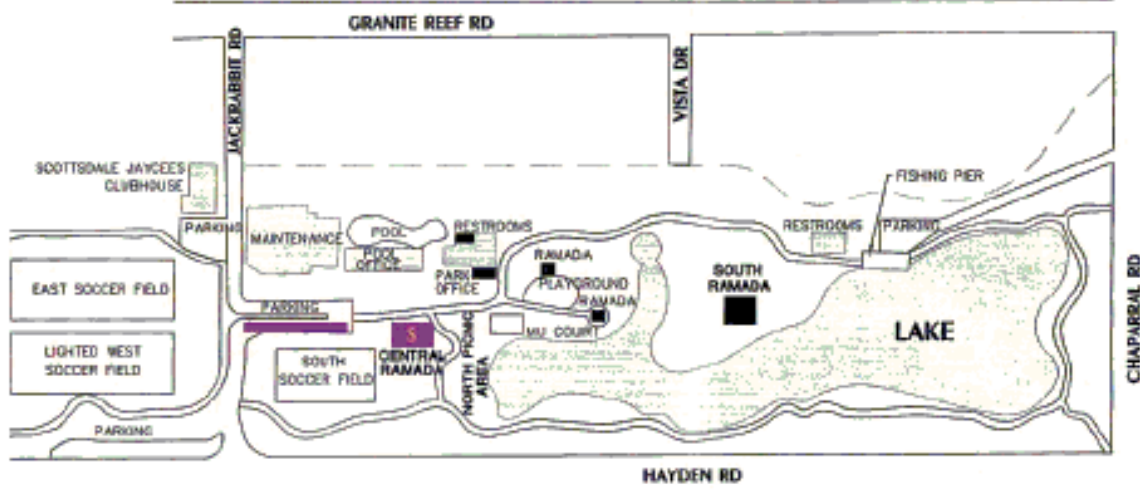 GRANITE REEF RD
JACKRABBIT RD
VISTA DR
SCOTTSDALE JAYCEES
CLUBHOUSE
FISHING PIER
PARKING
MAINTENANCE
POOL
POOL
OFFICE
RESTROOMS
PARK
OFFICE
RAMADA
PLAYGROUND
RAMADA
RESTROOMS
PARKING
SOUTH
RAMADA
EAST SOCCER FIELD
PARKING
S
CENTRAL
RAMADA
NORTH PICNIC
AREA
COURT
LAKE
CHAPARRAL RD
LIGHTED WEST
SOCCER FIELD
SOUTH
SOCCER FIELD
PARKING
HAYDEN RD